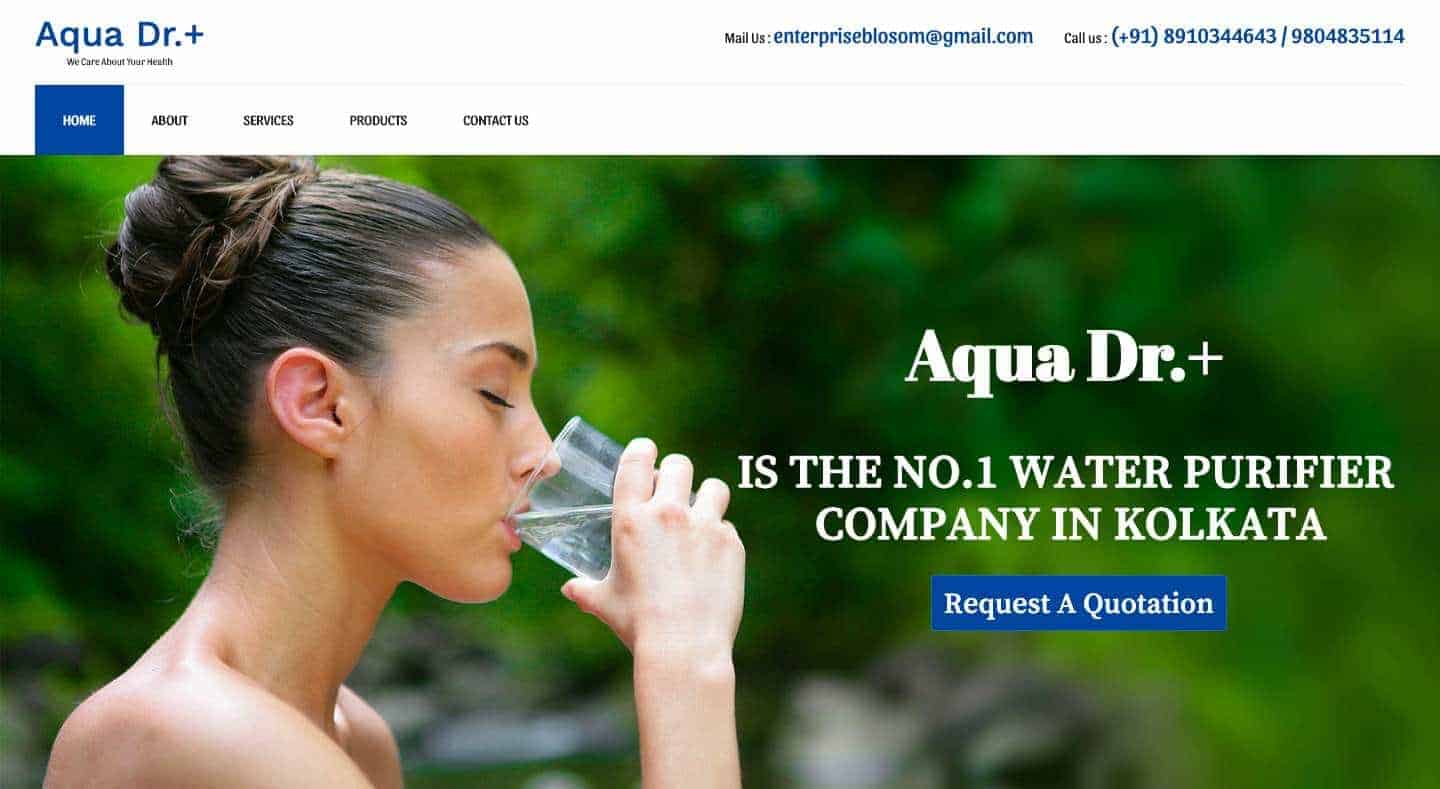 Aqua Dr.+
We Care About Your Health
Mail Us : enterpriseblosom@gmail.com
Call us : (+91) 8910344643 / 9804835114
HOME
ABOUT
SERVICES
PRODUCTS
CONTACT US
Aqua Dr.+
IS THE NO.1 WATER PURIFIER
COMPANY IN KOLKATA
Request A Quotation